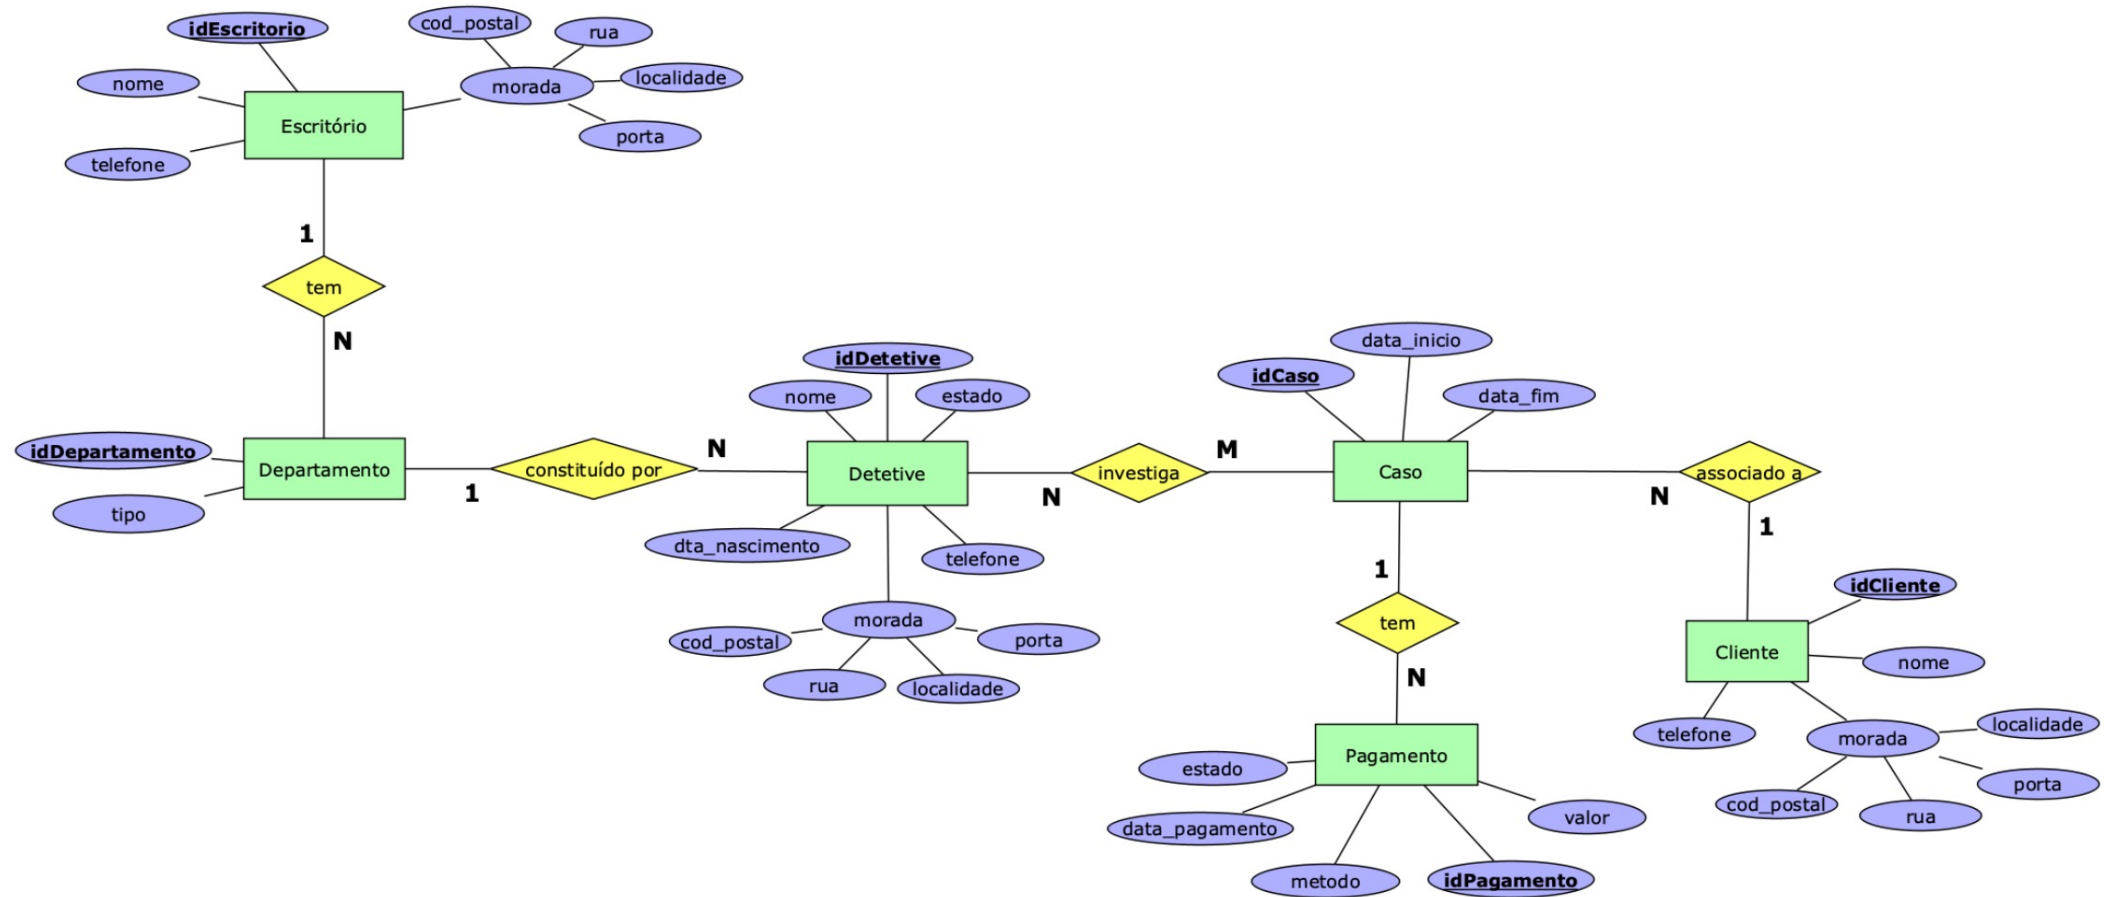 idEscritorio
cod_postal
rua
nome
morada
localidade
Escritório
telefone
porta
1
tem
N
idDepartamento
Departamento
tipo
1
constituído por
N
idDetetive
nome
estado
Detetive
dta_nascimento
telefone
morada
cod_postal
porta
rua
localidade
N
investiga
M
data_inicio
idCaso
data_fim
Caso
N
associado a
1
1
tem
N
idCliente
Cliente
nome
telefone
morada
localidade
porta
cod_postal
rua
Pagamento
estado
data_pagamento
valor
metodo
idPagamento